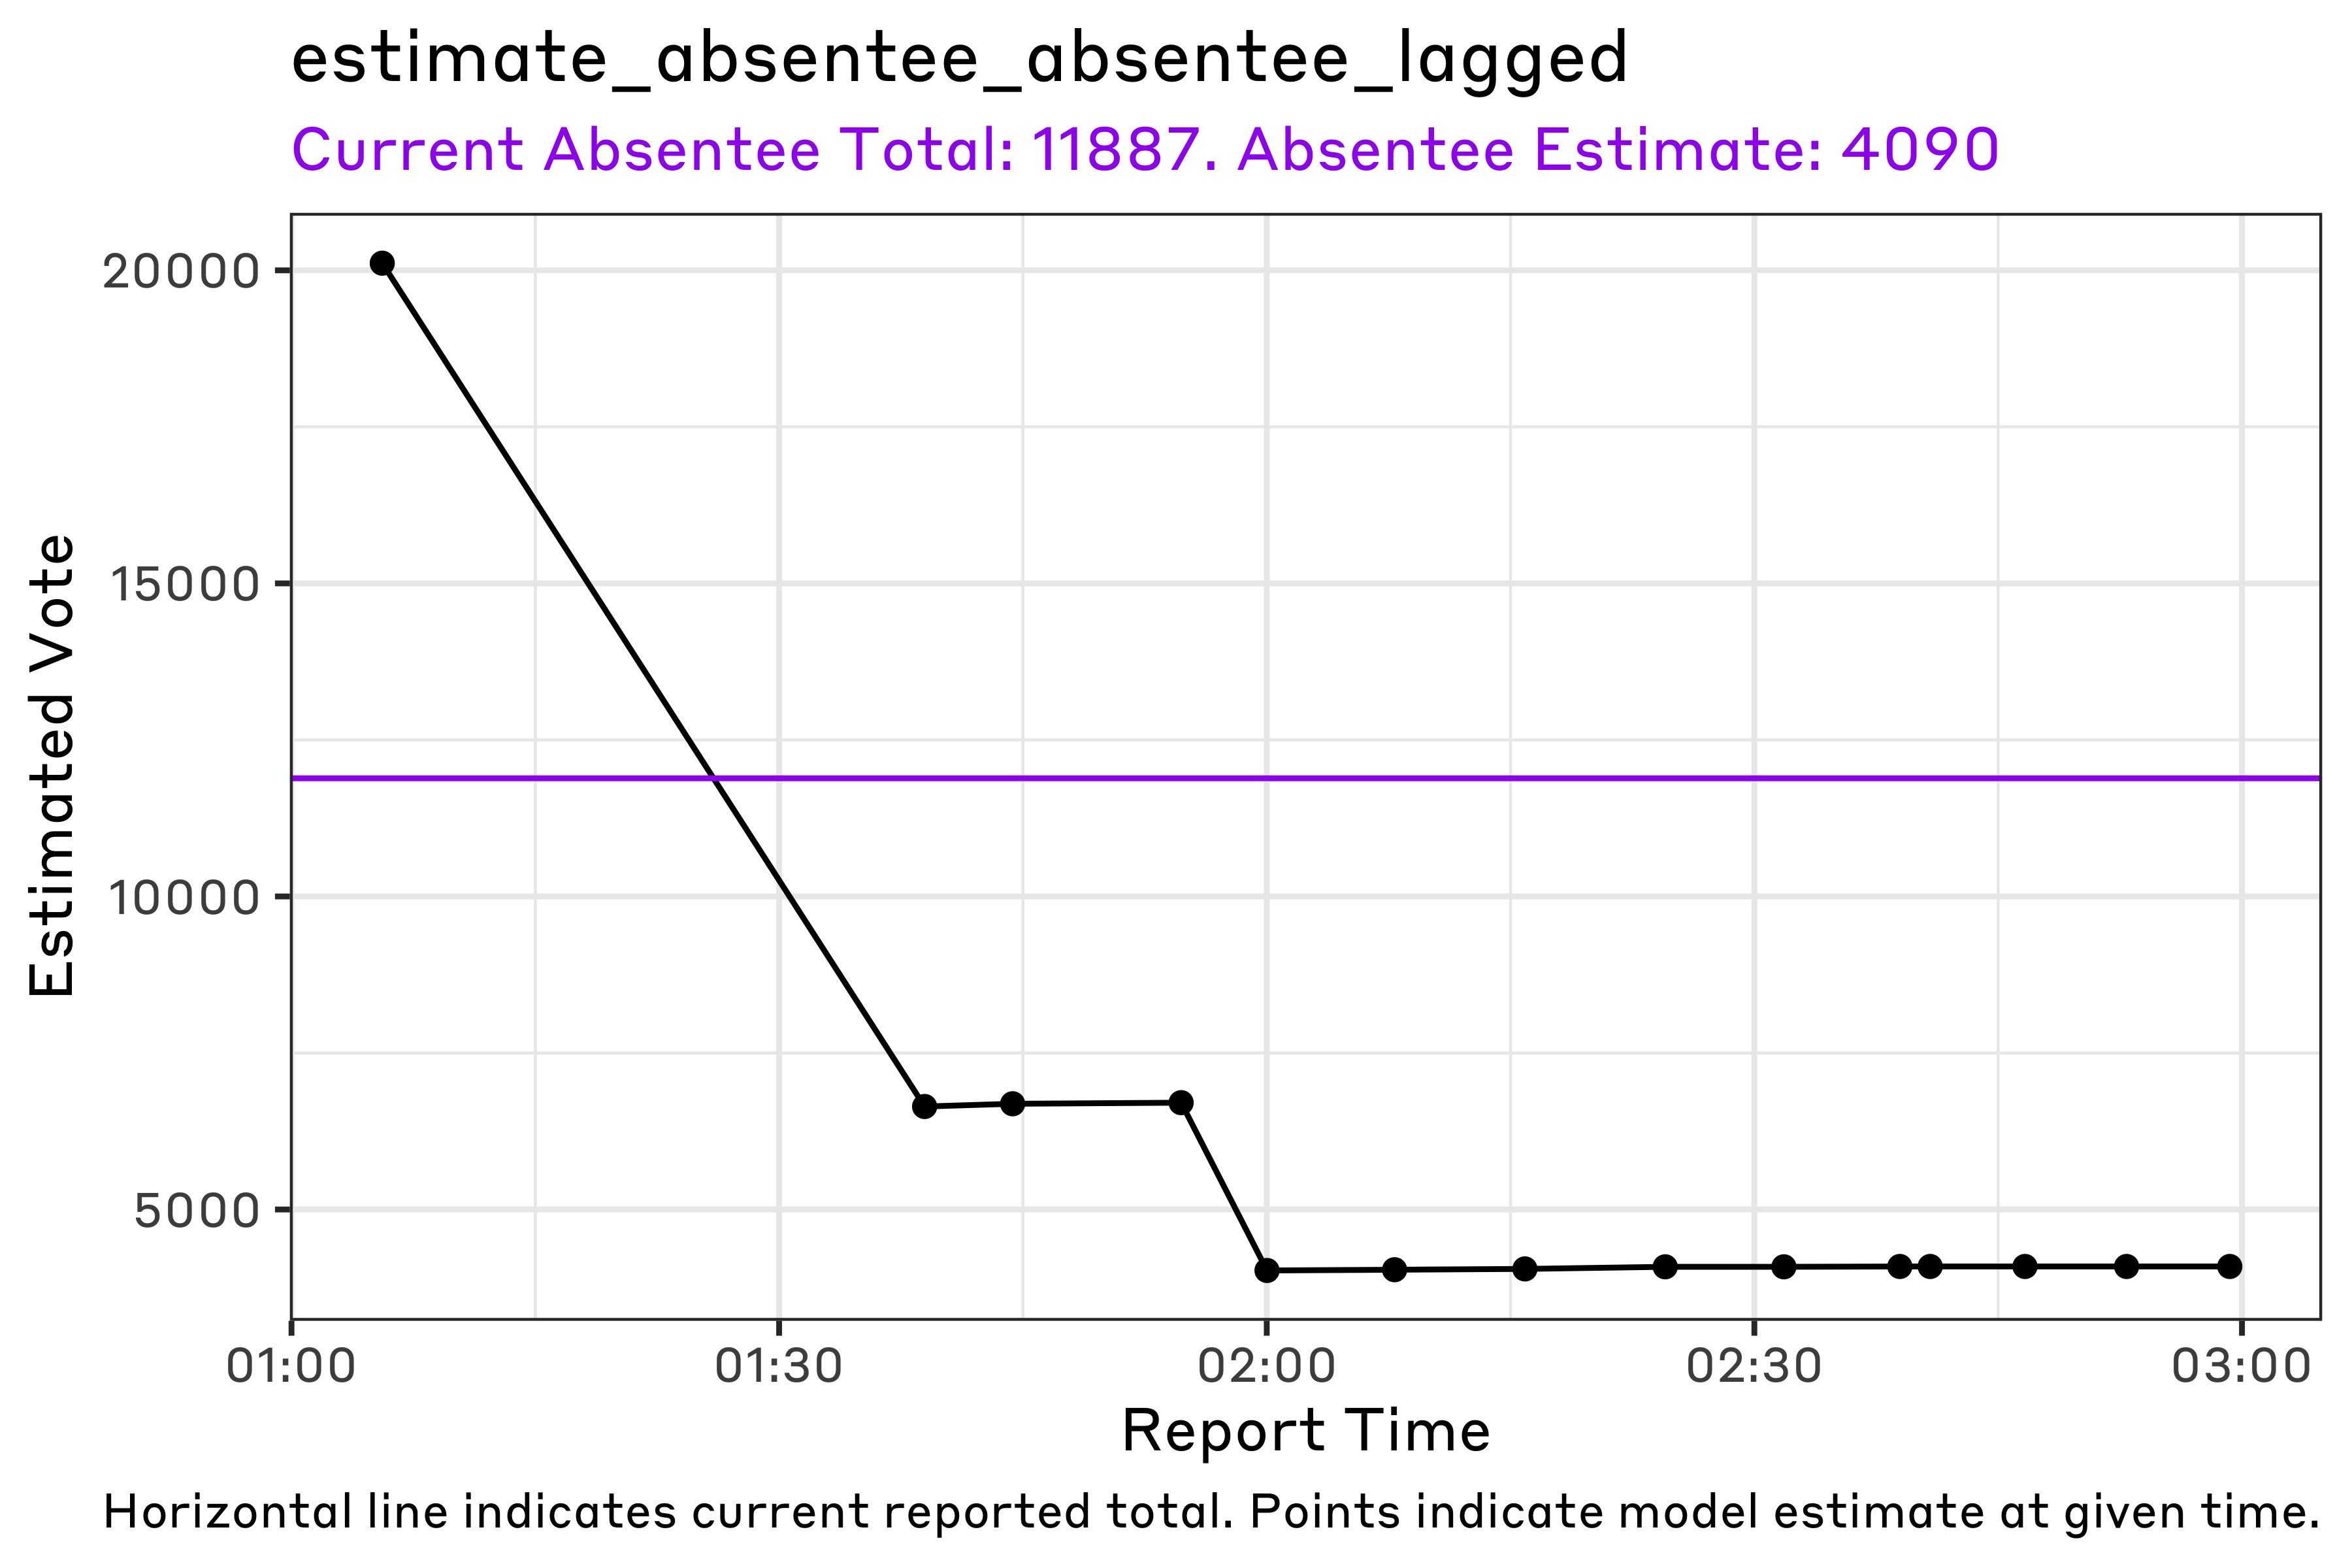 estimate_absentee_absentee_lagged
Current Absentee Total: 11887. Absentee Estimate: 4090
Estimated Vote
20000
15000
10000
5000
01:00 01:30 02:00 02:30 03:00
Report Time
Horizontal line indicates current reported total. Points indicate model estimate at given time.